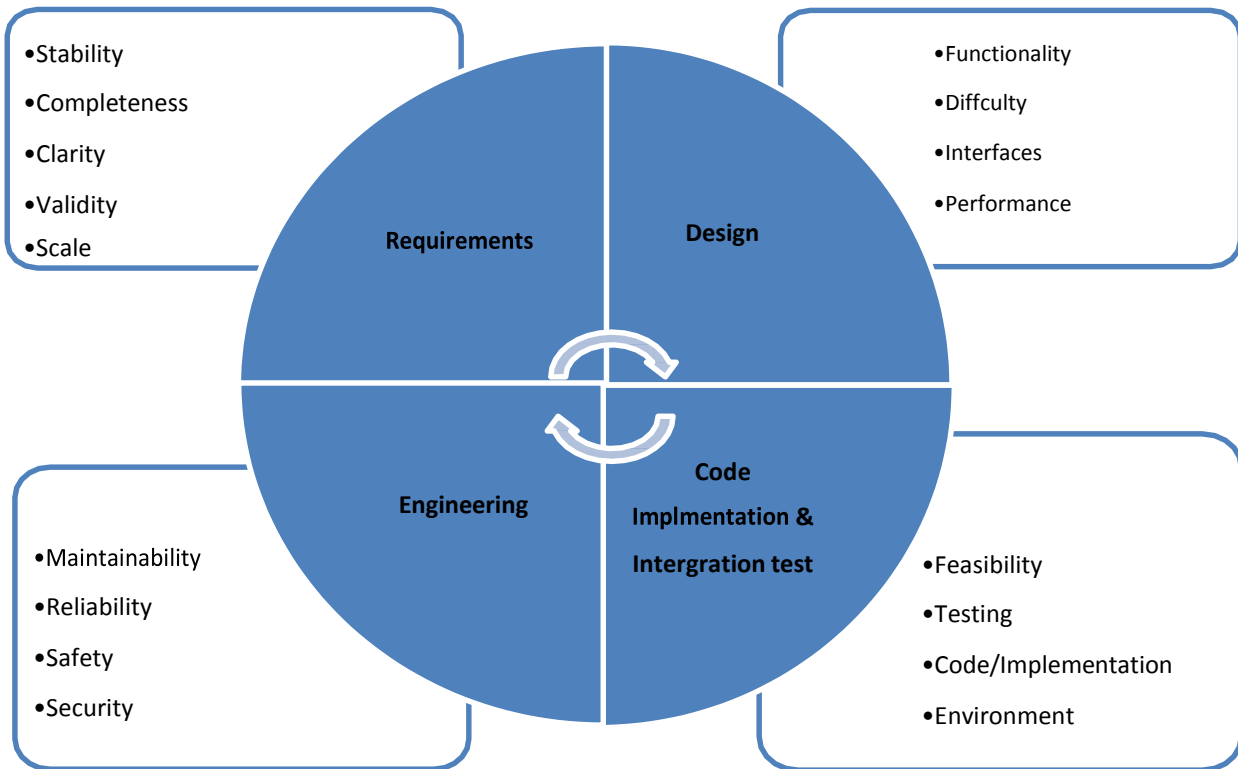 •Stability
•Completeness
•Clarity
•Validity
•Scale
•Functionality
•Diffculty
•Interfaces
•Performance
Requirements
Design
Engineering
Code
Implmentation &
Intergration test
•Maintainability
•Reliability
•Safety
•Security
•Feasibility
•Testing
•Code/Implementation
•Environment